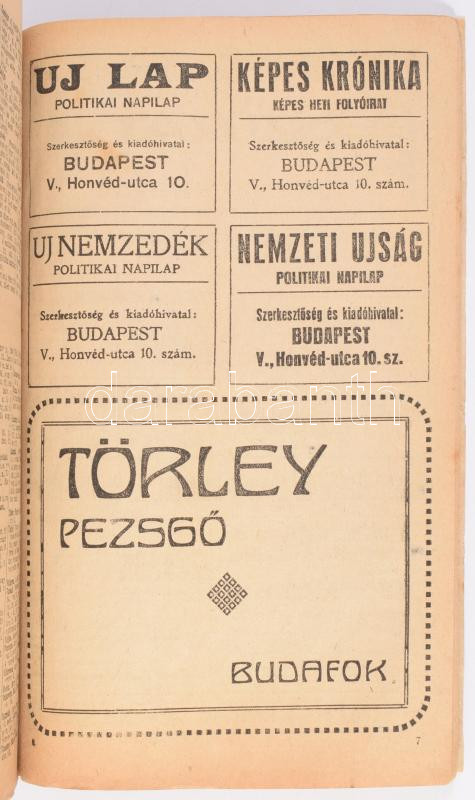 UJ LAP
POLITIKAI NAPILAP
Szerkesztőség és kiadóhivatal:
BUDAPEST
V., Honvéd-utca 10.
KÉPES KRÓNIKA
KÉPES HETI FOLYÓIRAT
Szerkesztőség és kiadóhivatal:
BUDAPEST
V., Honvéd-utca 10. szám.
UJ NEMZEDÉK
POLITIKAI NAPILAP
Szerkesztőség és kiadóhivatal:
BUDAPEST
V., Honvéd-utca 10. szám.
NEMZETI UJSÁG
POLITIKAI NAPILAP
Szerkesztőség és kiadóhivatal:
BUDAPEST
V., Honvéd-utca 10. sz.
darabanth
TÖRLEY
PEZSGŐ
BUDAFOK
7